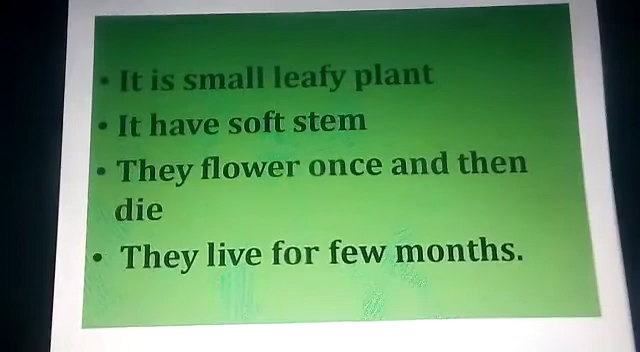 • It is small leafy plant
• It have soft stem
• They flower once and then
die
• They live for few months.